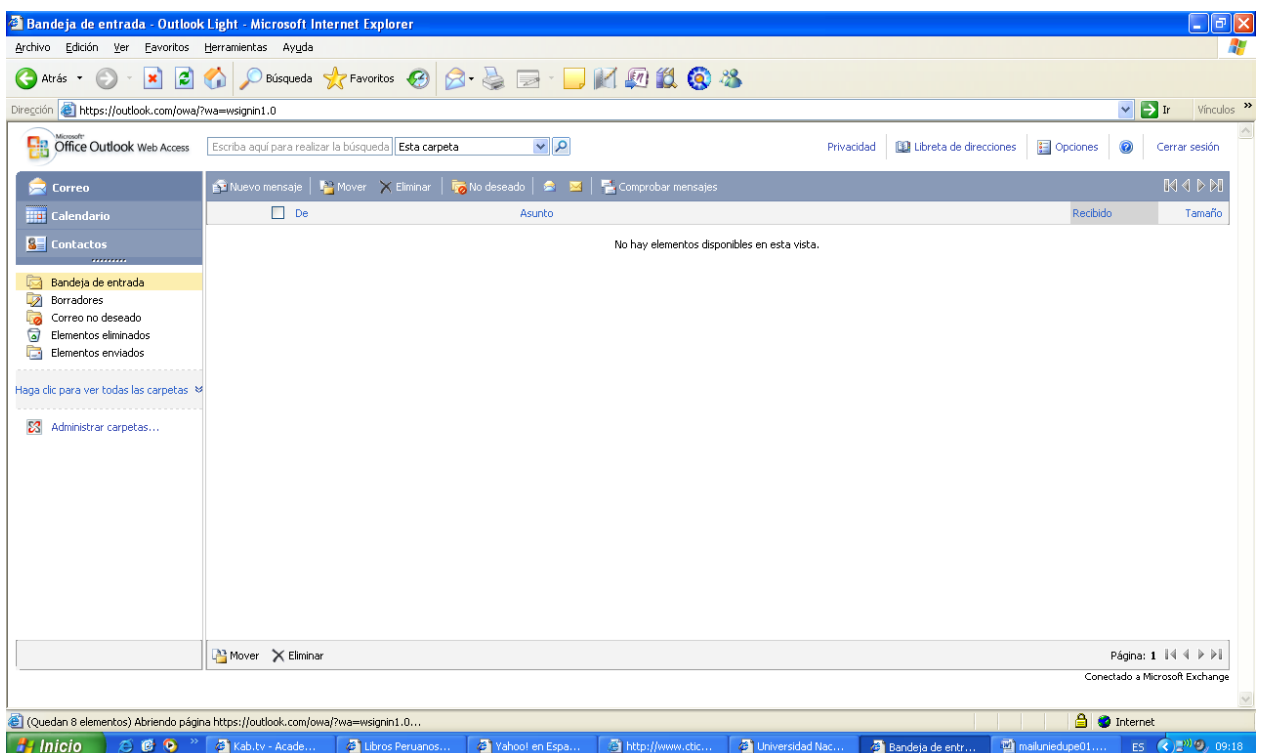 Bandeja de entrada - Outlook Light - Microsoft Internet Explorer
Archivo Edición Ver Favoritos Herramientas Ayuda
Atrás Búsqueda Favoritos
Dirección https://outlook.com/owa/?wa=wsignin1.0 Ir Vínculos »
Microsoft
Office Outlook Web Access Escriba aquí para realizar la búsqueda Esta carpeta Privacidad Libreta de direcciones Opciones Cerrar sesión
Correo Nuevo mensaje Mover Eliminar No deseado Comprobar mensajes
Calendario De Asunto Recibido Tamaño
Contactos No hay elementos disponibles en esta vista.
Bandeja de entrada
Borradores
Correo no deseado
Elementos eliminados
Elementos enviados
Haga clic para ver todas las carpetas
Administrar carpetas...
Mover Eliminar Página: 1
Conectado a Microsoft Exchange
(Quedan 8 elementos) Abriendo página https://outlook.com/owa/?wa=wsignin1.0... Internet
Inicio » Kab.tv - Acade... Libros Peruanos... Yahoo! en Espa... http://www.ctic... Universidad Nac... Bandeja de entr... mailuniedupe01.... ES 09:18